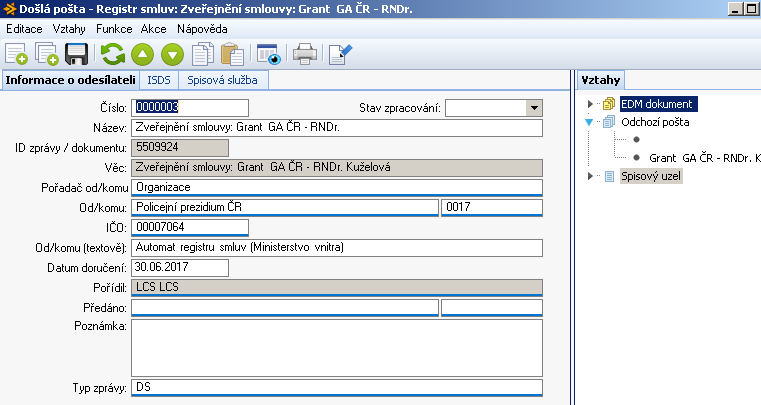 Došlá pošta - Registr smluv: Zveřejnění smlouvy: Grant GA ČR - RNDr.
Editace Vztahy Funkce Akce Nápověda
Informace o odesílateli ISDS Spisová služba
Číslo: 0000003 Stav zpracování:
Název: Zveřejnění smlouvy: Grant GA ČR - RNDr.
ID zprávy / dokumentu: 5509924
Věc: Zveřejnění smlouvy: Grant GA ČR - RNDr. Kuželová
Pořadač od/komu Organizace
Od/komu: Policejní prezidium ČR 0017
IČO: 00007064
Od/komu (textově): Automat registru smluv (Ministerstvo vnitra)
Datum doručení: 30.06.2017
Pořídil: LCS LCS
Předáno:
Poznámka:
Typ zprávy: DS
Vztahy
EDM dokument
Odchozí pošta
Grant GA ČR - RNDr. K
Spisový uzel